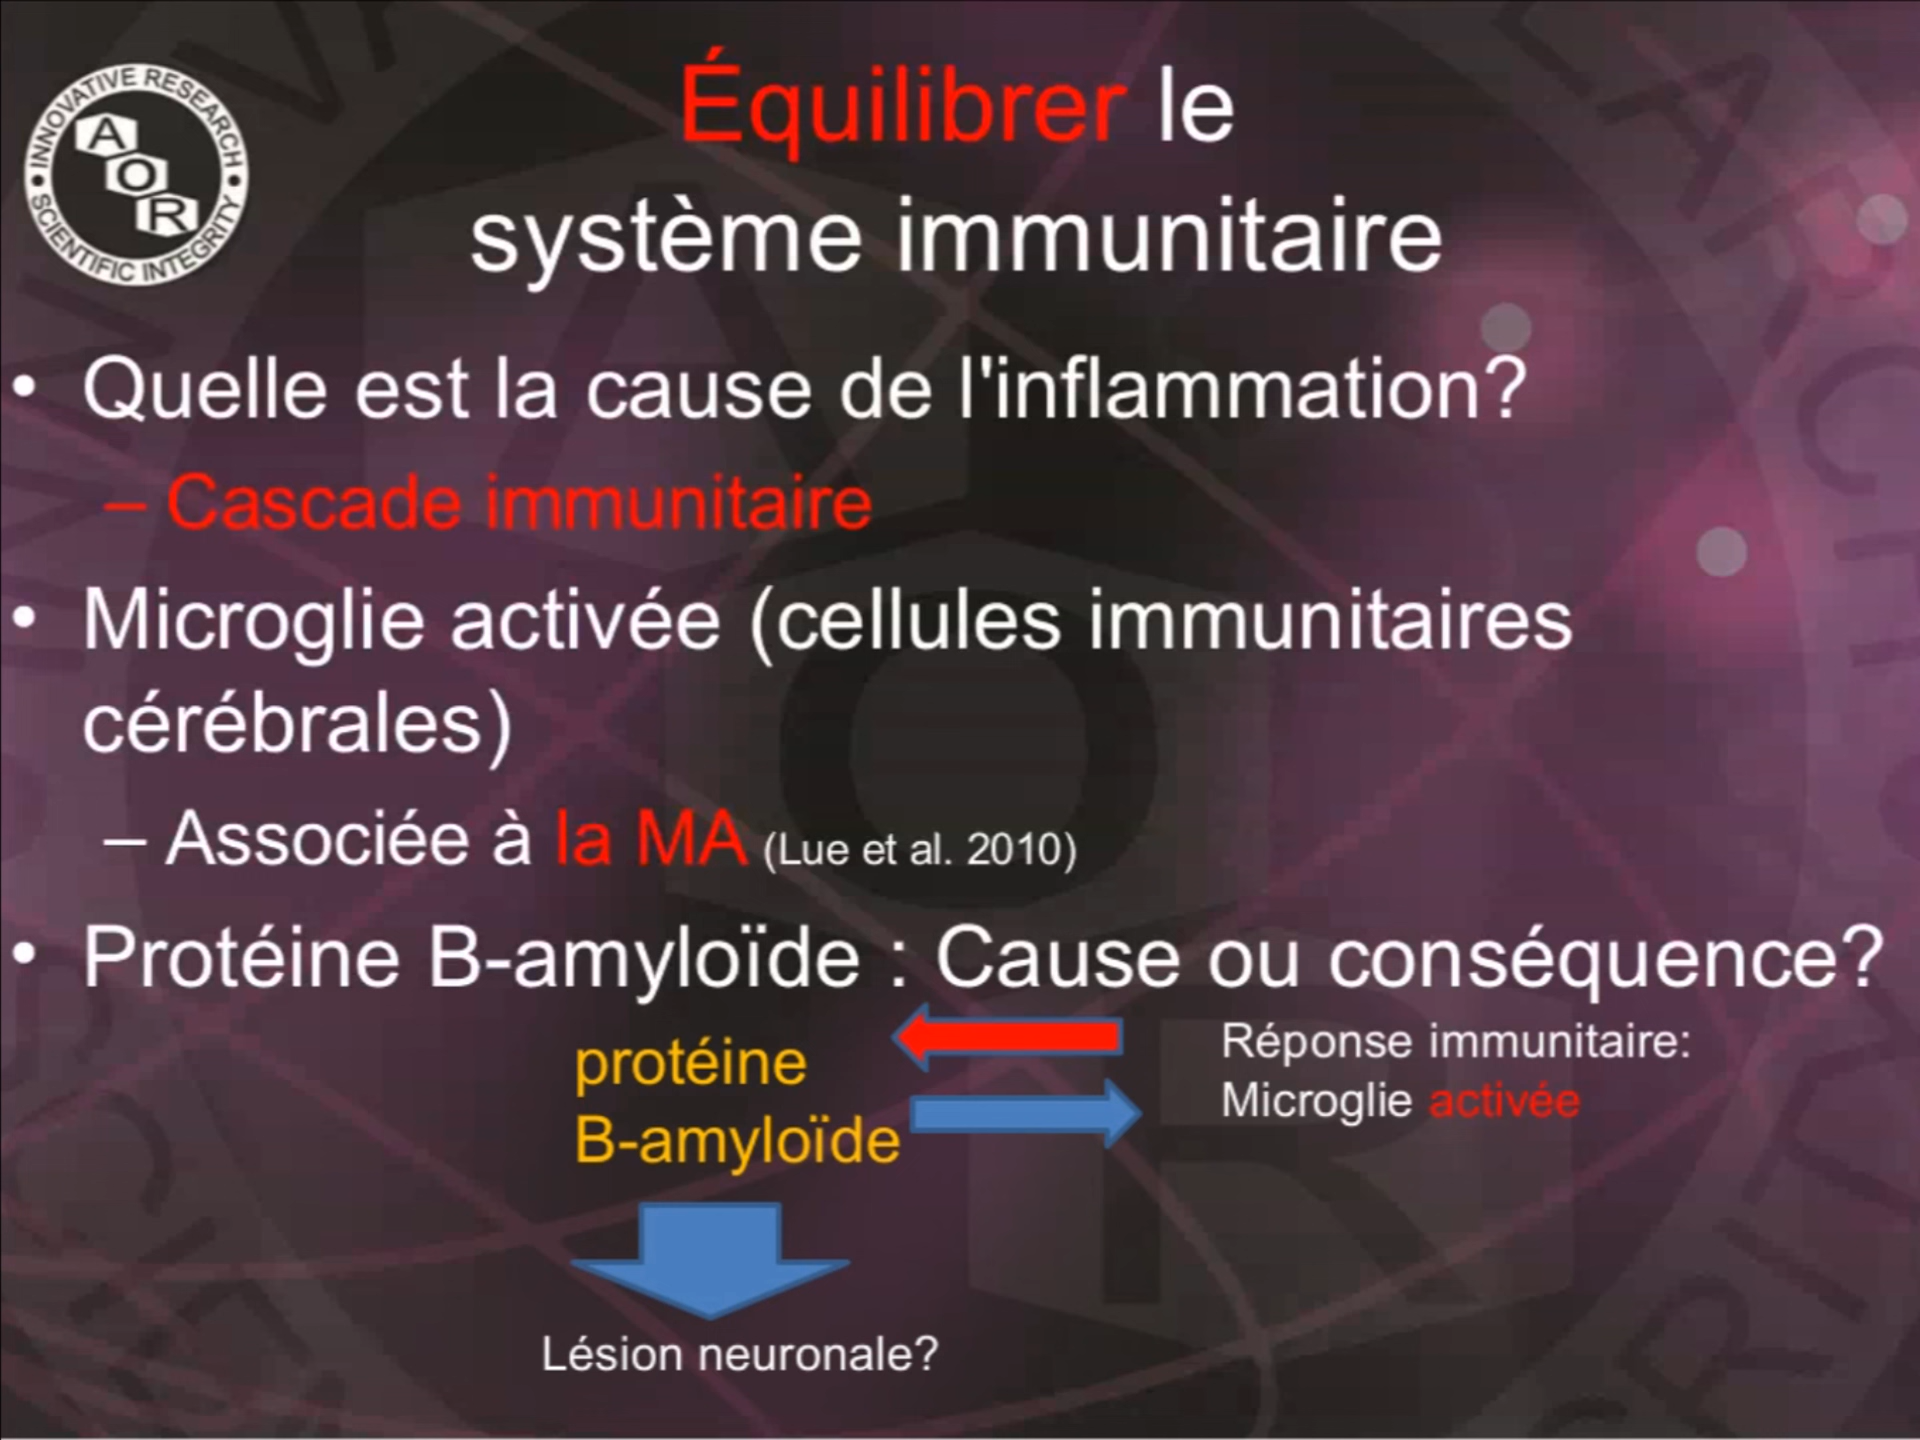 INNOVATIVE RESEARCH
AOR
SCIENTIFIC INTEGRITY
Équilibrer le
système immunitaire
• Quelle est la cause de l'inflammation?
– Cascade immunitaire
• Microglie activée (cellules immunitaires
cérébrales)
– Associée à la MA (Lue et al. 2010)
• Protéine B-amyloïde : Cause ou conséquence?
protéine
B-amyloïde
Réponse immunitaire:
Microglie activée
Lésion neuronale?